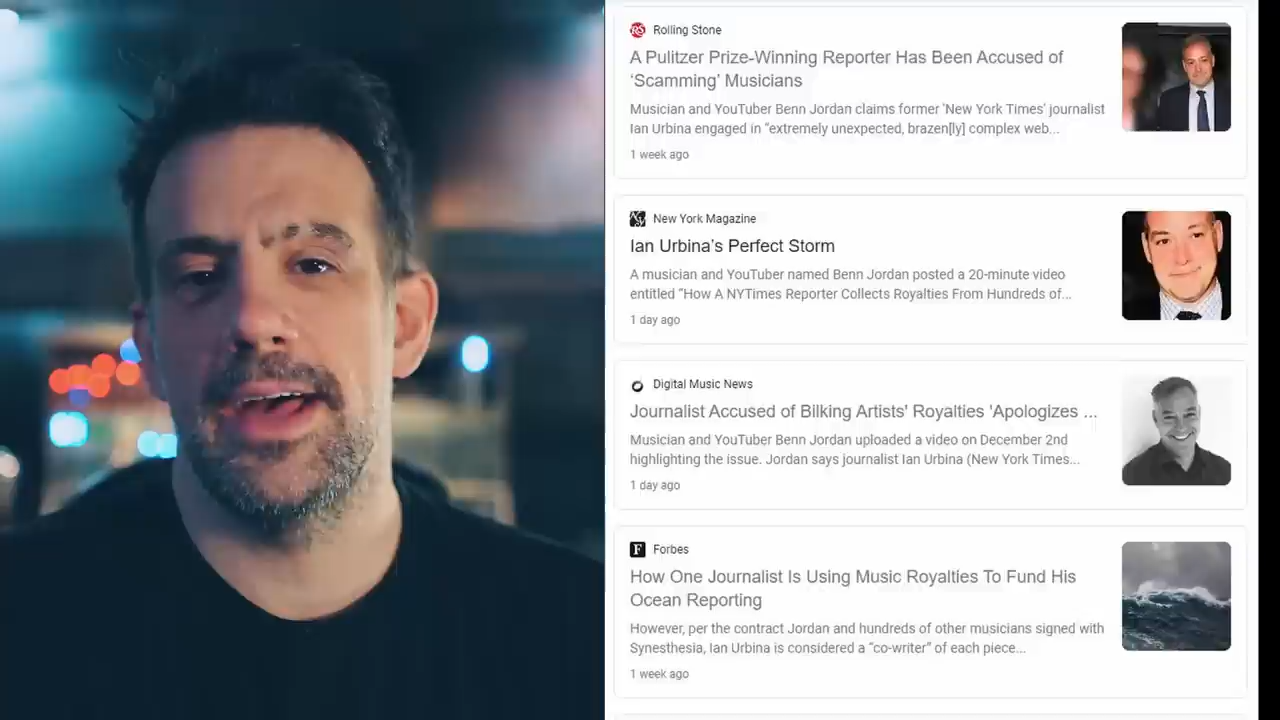 Rolling Stone
A Pulitzer Prize-Winning Reporter Has Been Accused of
‘Scamming’ Musicians
Musician and YouTuber Benn Jordan claims former 'New York Times' journalist
Ian Urbina engaged in “extremely unexpected, brazen[ly] complex web...
1 week ago
New York Magazine
Ian Urbina’s Perfect Storm
A musician and YouTuber named Benn Jordan posted a 20-minute video
entitled “How A NYTimes Reporter Collects Royalties From Hundreds of...
1 day ago
Digital Music News
Journalist Accused of Bilking Artists' Royalties 'Apologizes ...
Musician and YouTuber Benn Jordan uploaded a video on December 2nd
highlighting the issue. Jordan says journalist Ian Urbina (New York Times...
1 day ago
F Forbes
How One Journalist Is Using Music Royalties To Fund His
Ocean Reporting
However, per the contract Jordan and hundreds of other musicians signed with
Synesthesia, Ian Urbina is considered a “co-writer” of each piece...
1 week ago